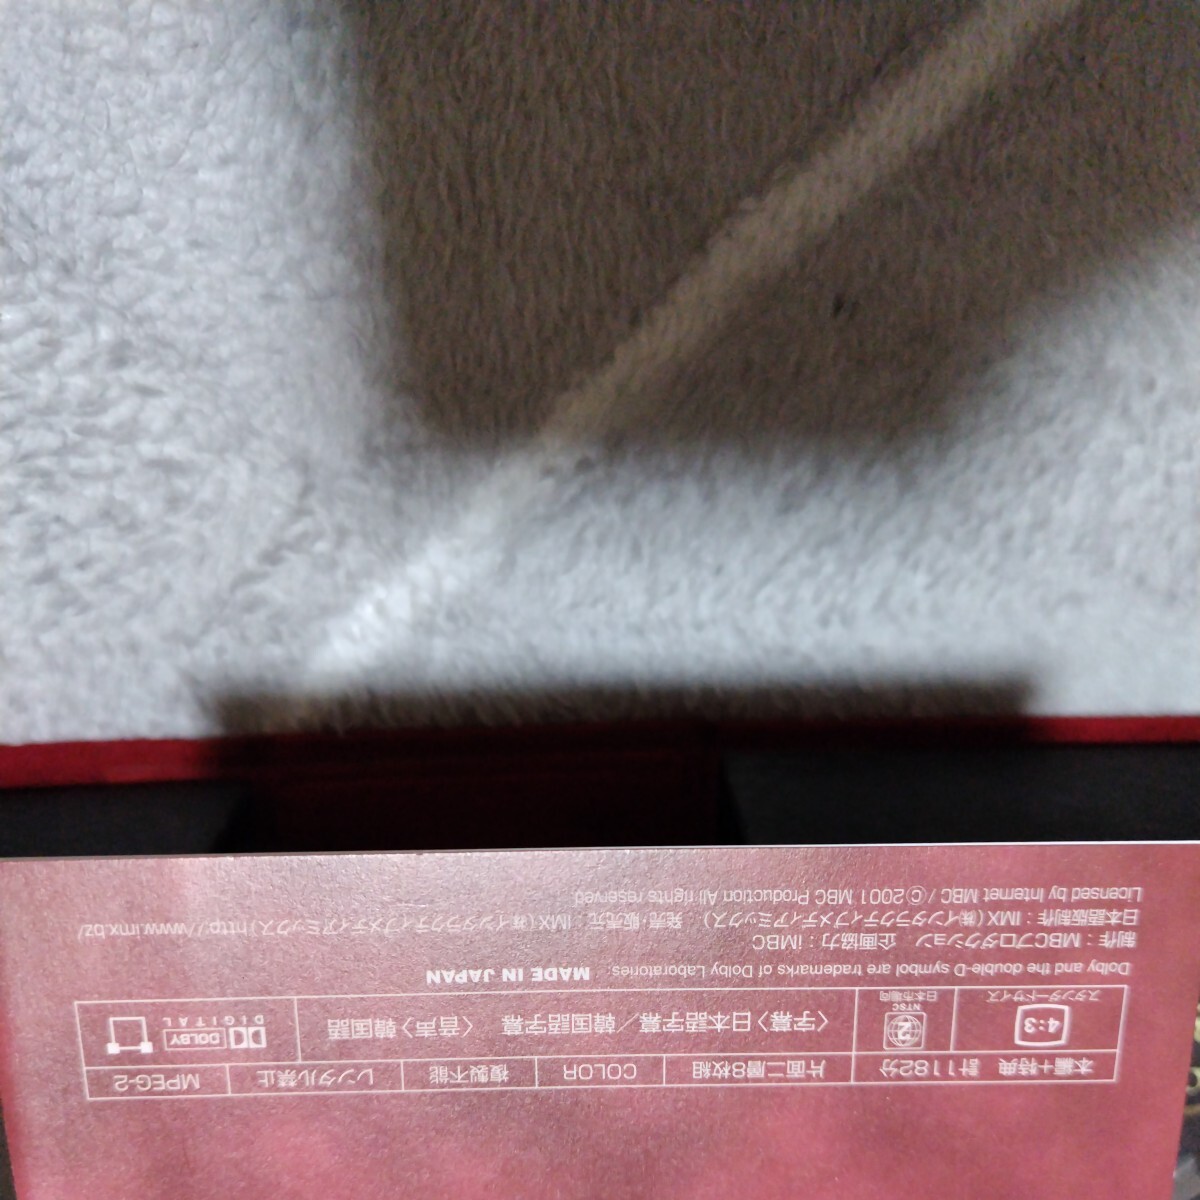 本編+特典 計1182分 片面二層8枚組 COLOR 複製不能 レンタル禁止 MPEG-2
4:3 スタンダードサイズ 2 NTSC 日本市場向 〈字幕〉日本語字幕／韓国語字幕 〈音声〉韓国語 DOLBY DIGITAL
Dolby and the double-D symbol are trademarks of Dolby Laboratories. MADE IN JAPAN
制作：MBCプロダクション 企画協力：iMBC
日本語版制作：IMX(㈱インタラクティブメディアミックス) 発売・販売元：IMX(㈱インタラクティブメディアミックス)http://www.imx.bz/
Licensed by Internet MBC / ⓒ2001 MBC Production All rights reserved